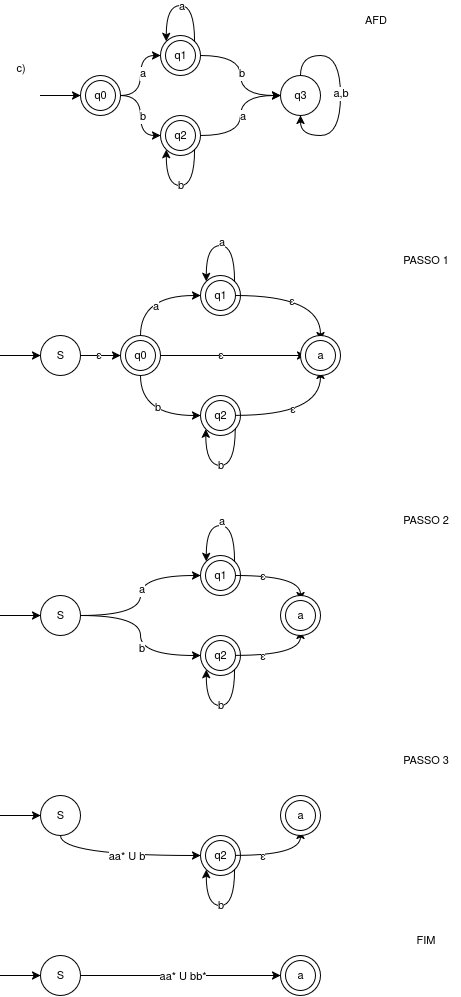 AFD
c)
a
q1
a
b
q0
q3
a,b
b
a
q2
b
PASSO 1
a
q1
a
ε
S
ε
q0
ε
a
b
q2
ε
b
PASSO 2
a
q1
ε
a
S
a
b
q2
ε
b
PASSO 3
S
a
aa* U b
q2
ε
b
FIM
S
aa* U bb*
a